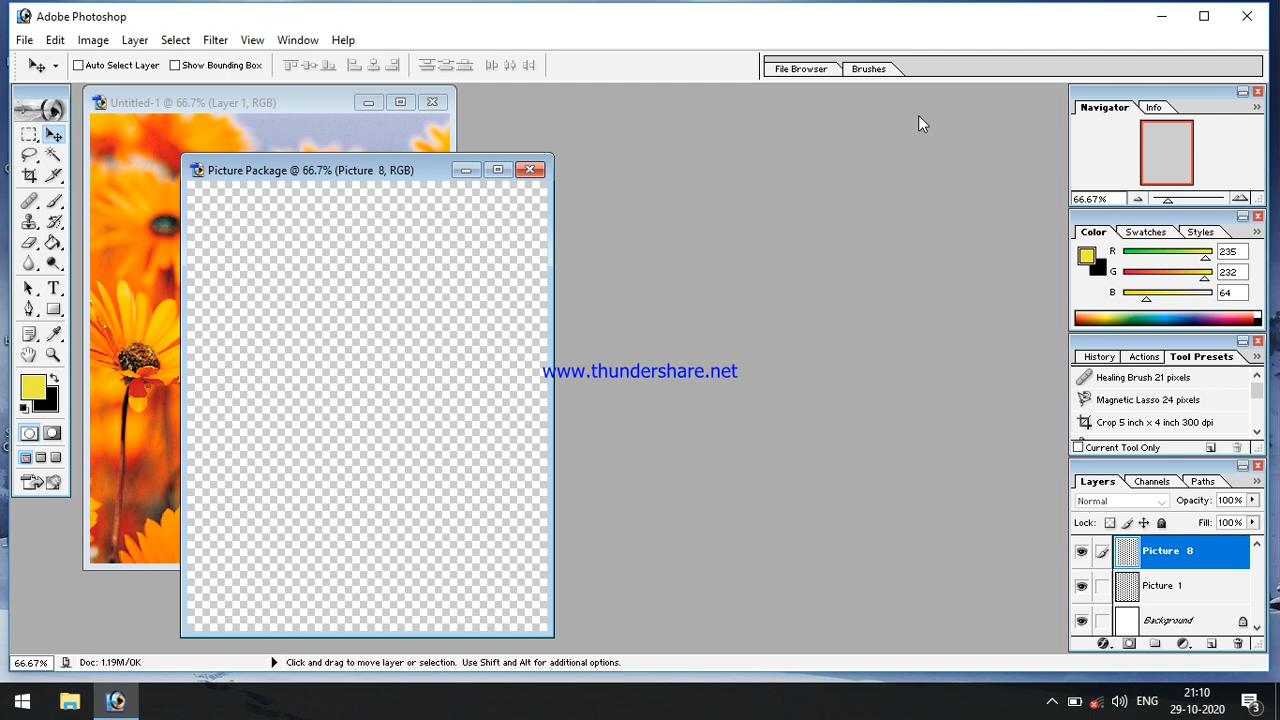 Adobe Photoshop
File Edit Image Layer Select Filter View Window Help
Auto Select Layer Show Bounding Box File Browser Brushes
Untitled-1 @ 66.7% (Layer 1, RGB)
Picture Package @ 66.7% (Picture 8, RGB)
Navigator Info
66.67%
Color Swatches Styles
R 235
G 232
B 64
www.thundershare.net
History Actions Tool Presets
Healing Brush 21 pixels
Magnetic Lasso 24 pixels
Crop 5 inch x 4 inch 300 dpi
Current Tool Only
Layers Channels Paths
Normal Opacity: 100%
Lock: Fill: 100%
Picture 8
Picture 1
Background
66.67% Doc: 1.19M/0K Click and drag to move layer or selection. Use Shift and Alt for additional options.
ENG 21:10
29-10-2020 3